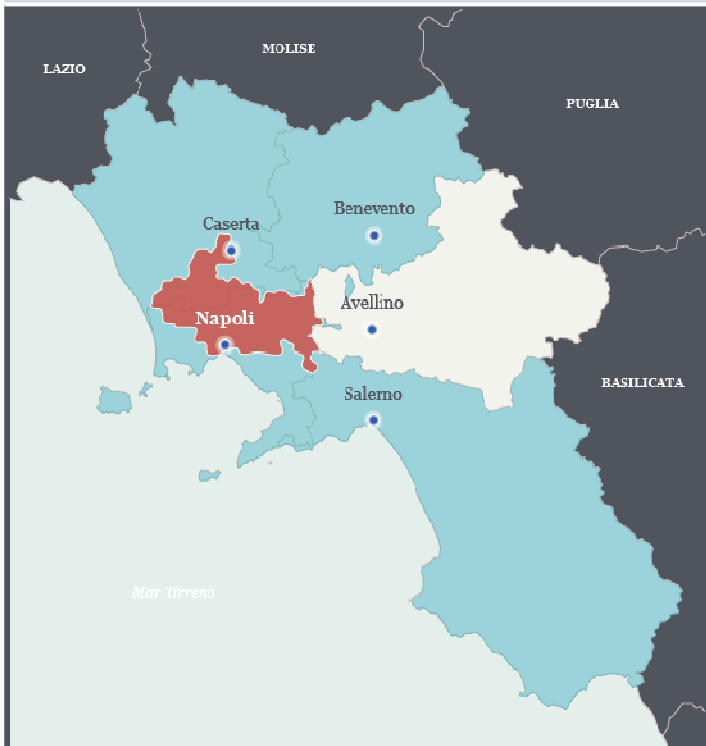 MOLISE
LAZIO
PUGLIA
Benevento
Caserta
Avellino
Napoli
BASILICATA
Salerno
Mar Tirreno